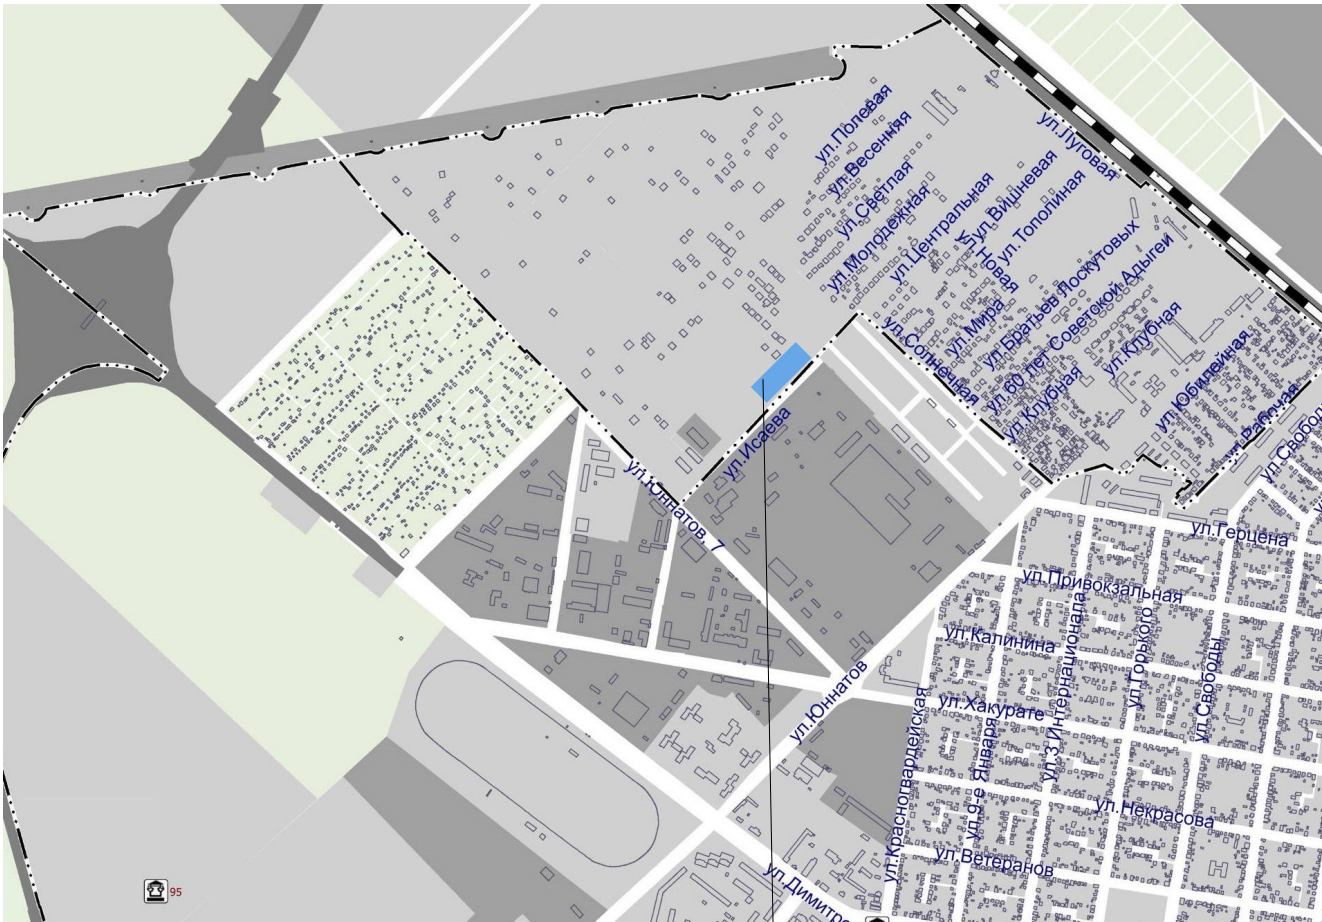 ул.Полевая
ул.Весенняя
ул.Светлая
ул.Молодежная
ул.Центральная
ул.Вишневая
ул.Луговая
ул.Тополиная
ул.Новая
ул.Мира
ул.Солнечная
ул.Братьев Лоскутовых
ул.60 лет Советской Адыгеи
ул.Клубная
ул.Клубная
ул.Юбилейная
ул.Рабочая
ул.Исаева
ул.Юннатов, 7
ул.Герцена
ул.Привокзальная
ул.Калинина
ул.3 Интернационала
ул.Горького
ул.Свободы
ул.Юннатов
ул.Хакурате
ул.Красногвардейская
ул.9-е Января
ул.Некрасова
ул.Ветеранов
95